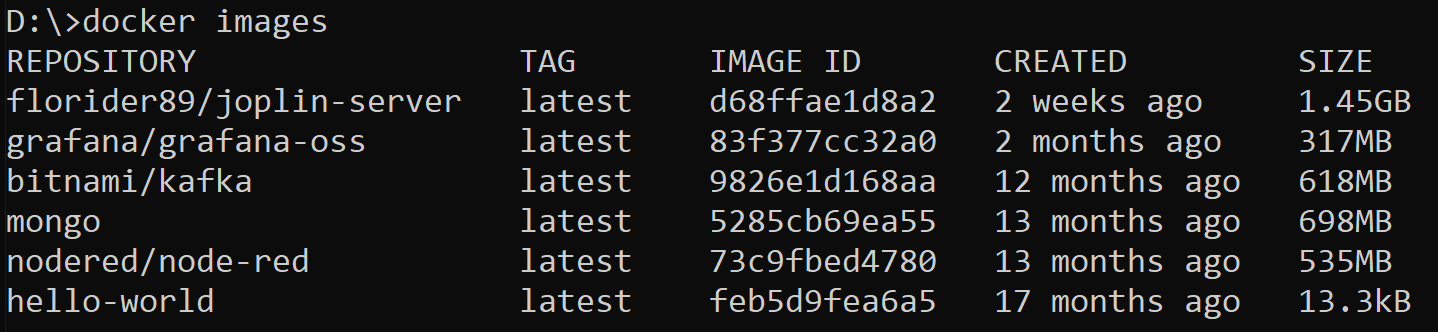 D:\>docker images
REPOSITORY TAG IMAGE ID CREATED SIZE
florider89/joplin-server latest d68ffae1d8a2 2 weeks ago 1.45GB
grafana/grafana-oss latest 83f377cc32a0 2 months ago 317MB
bitnami/kafka latest 9826e1d168aa 12 months ago 618MB
mongo latest 5285cb69ea55 13 months ago 698MB
nodered/node-red latest 73c9fbed4780 13 months ago 535MB
hello-world latest feb5d9fea6a5 17 months ago 13.3kB